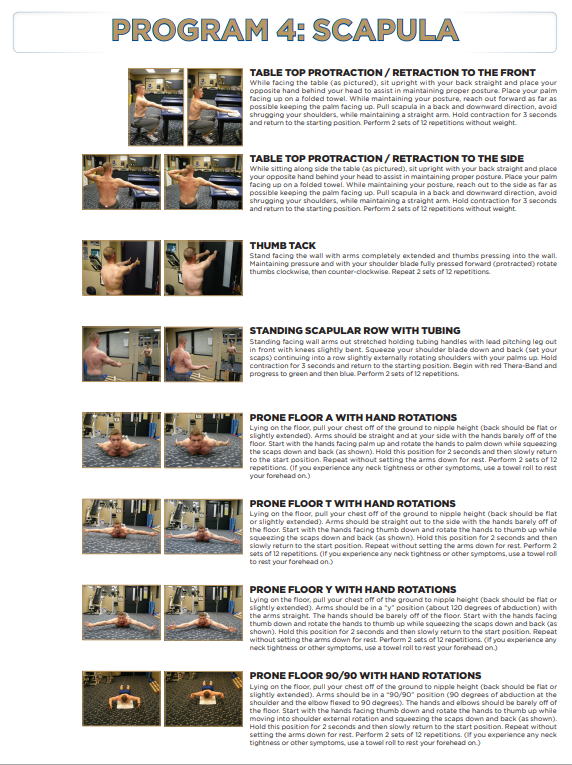 PROGRAM 4: SCAPULA
TABLE TOP PROTRACTION / RETRACTION TO THE FRONT
While facing the table (as pictured), sit upright with your back straight and place your
opposite hand behind your head to assist in maintaining proper posture. Place your palm
facing up on a folded towel. While maintaining your posture, reach out forward as far as
possible keeping the palm facing up. Pull scapula in a back and downward direction, avoid
shrugging your shoulders, while maintaining a straight arm. Hold contraction for 3 seconds
and return to the starting position. Perform 2 sets of 12 repetitions without weight.
TABLE TOP PROTRACTION / RETRACTION TO THE SIDE
While sitting along side the table (as pictured), sit upright with your back straight and place
your opposite hand behind your head to assist in maintaining proper posture. Place your palm
facing up on a folded towel. While maintaining your posture, reach out to the side as far as
possible keeping the palm facing up. Pull scapula in a back and downward direction, avoid
shrugging your shoulders, while maintaining a straight arm. Hold contraction for 3 seconds
and return to the starting position. Perform 2 sets of 12 repetitions without weight.
THUMB TACK
Stand facing the wall with arms completely extended and thumbs pressing into the wall.
Maintaining pressure and with your shoulder blade fully pressed forward (protracted) rotate
thumbs clockwise, then counter-clockwise. Repeat 2 sets of 12 repetitions.
STANDING SCAPULAR ROW WITH TUBING
Standing facing wall arms out stretched holding tubing handles with lead pitching leg out
in front with knees slightly bent. Squeeze your shoulder blade down and back (set your
scaps) continuing into a row slightly externally rotating shoulders with your palms up. Hold
contraction for 3 seconds and return to the starting position. Begin with red Thera-Band and
progress to green and then blue. Perform 2 sets of 12 repetitions.
PRONE FLOOR A WITH HAND ROTATIONS
Lying on the floor, pull your chest off of the ground to nipple height (back should be flat or
slightly extended). Arms should be straight and at your side with the hands barely off of the
floor. Start with the hands facing palm up and rotate the hands to palm down while squeezing
the scaps down and back (as shown). Hold this position for 2 seconds and then slowly return
to the start position. Repeat without setting the arms down for rest. Perform 2 sets of 12
repetitions. (If you experience any neck tightness or other symptoms, use a towel roll to rest
your forehead on.)
PRONE FLOOR T WITH HAND ROTATIONS
Lying on the floor, pull your chest off of the ground to nipple height (back should be flat
or slightly extended). Arms should be straight out to the side with the hands barely off of
the floor. Start with the hands facing thumb down and rotate the hands to thumb up while
squeezing the scaps down and back (as shown). Hold this position for 2 seconds and then
slowly return to the start position. Repeat without setting the arms down for rest. Perform 2
sets of 12 repetitions. (If you experience any neck tightness or other symptoms, use a towel roll
to rest your forehead on.)
PRONE FLOOR Y WITH HAND ROTATIONS
Lying on the floor, pull your chest off of the ground to nipple height (back should be flat or
slightly extended). Arms should be in a "y" position (about 120 degrees of abduction) with
the arms straight. The hands should be barely off of the floor. Start with the hands facing
thumb down and rotate the hands to thumb up while squeezing the scaps down and back (as
shown). Hold this position for 2 seconds and then slowly return to the start position. Repeat
without setting the arms down for rest. Perform 2 sets of 12 repetitions. (If you experience any
neck tightness or other symptoms, use a towel roll to rest your forehead on.)
PRONE FLOOR 90/90 WITH HAND ROTATIONS
Lying on the floor, pull your chest off of the ground to nipple height (back should be flat or
slightly extended). Arms should be in a "90/90" position (90 degrees of abduction at the
shoulder and the elbow flexed to 90 degrees). The hands and elbows should be barely off of
the floor. Start with the hands facing thumb down and rotate the hands to thumb up while
moving into shoulder external rotation and squeezing the scaps down and back (as shown).
Hold this position for 2 seconds and then slowly return to the start position. Repeat without
setting the arms down for rest. Perform 2 sets of 12 repetitions. (If you experience any neck
tightness or other symptoms, use a towel roll to rest your forehead on.)